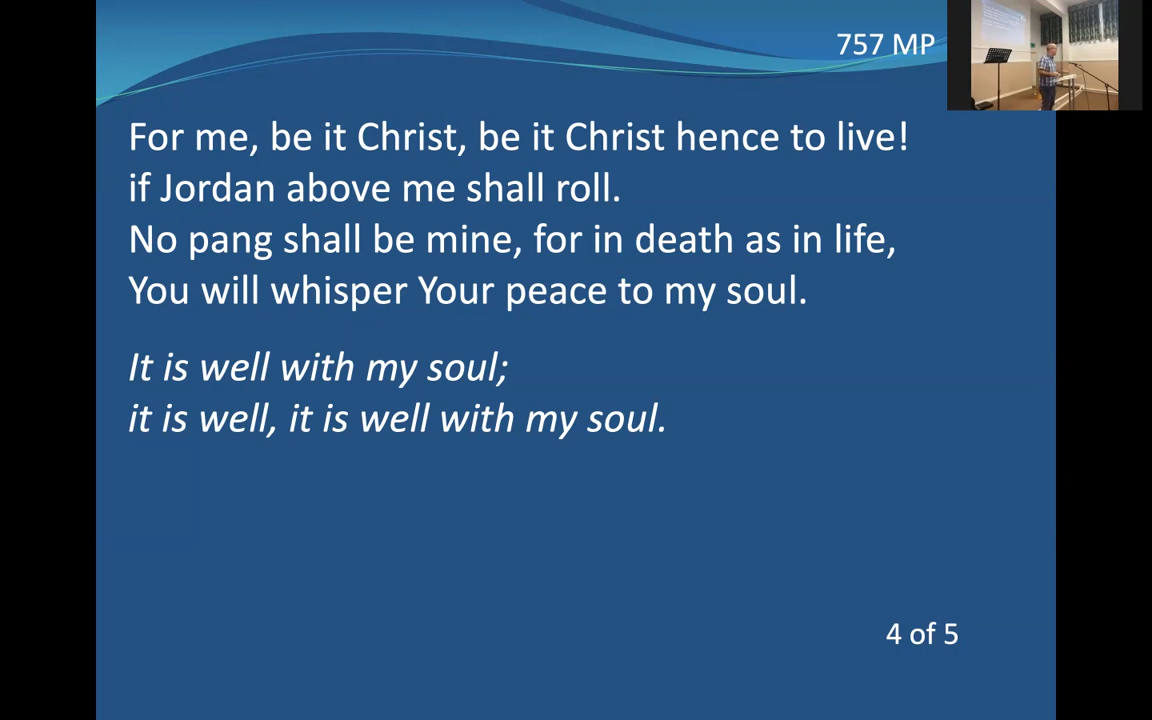 757 MP
For me, be it Christ, be it Christ hence to live!
if Jordan above me shall roll.
No pang shall be mine, for in death as in life,
You will whisper Your peace to my soul.
It is well with my soul;
it is well, it is well with my soul.
4 of 5